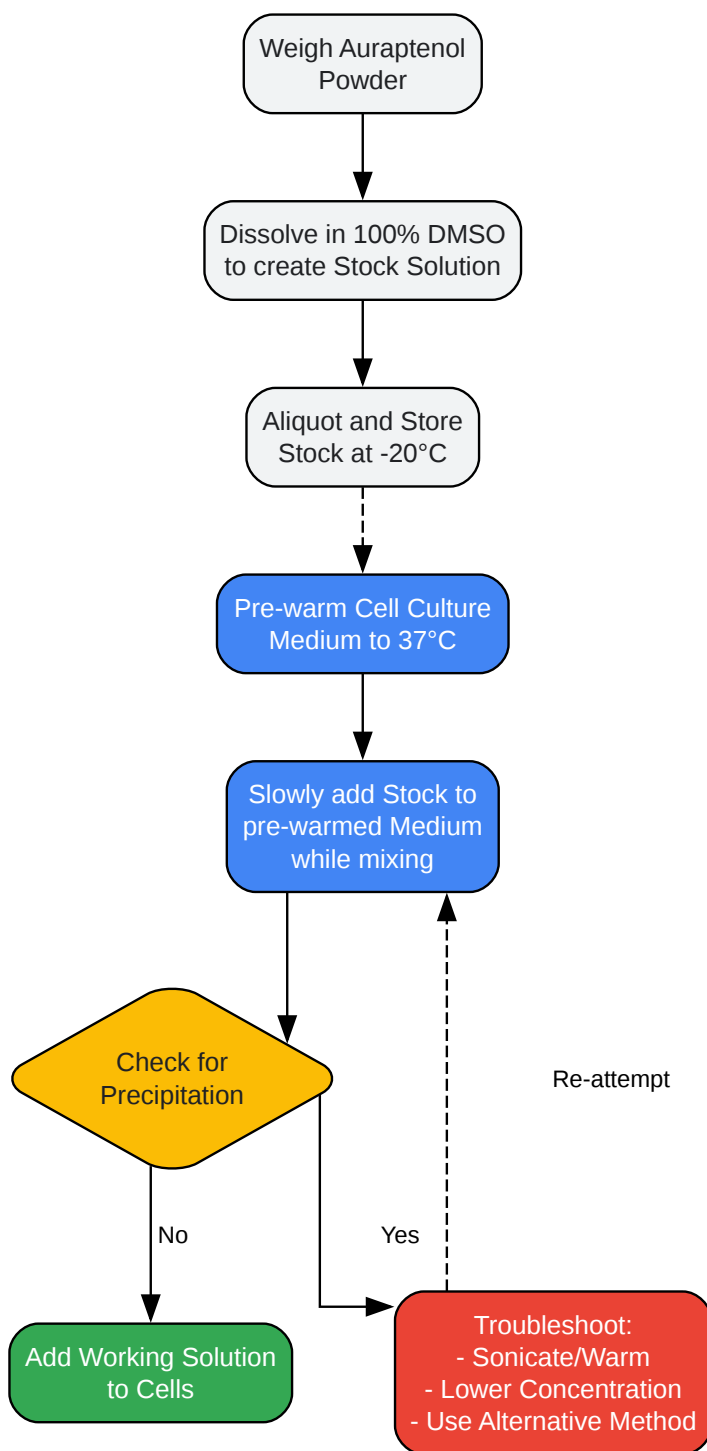 Weigh Auraptenol
Powder
Dissolve in 100% DMSO
to create Stock Solution
Aliquot and Store
Stock at -20°C
Pre-warm Cell Culture
Medium to 37°C
Slowly add Stock to
pre-warmed Medium
while mixing
Check for
Precipitation
Re-attempt
No
Yes
Add Working Solution
to Cells
Troubleshoot:
- Sonicate/Warm
- Lower Concentration
- Use Alternative Method